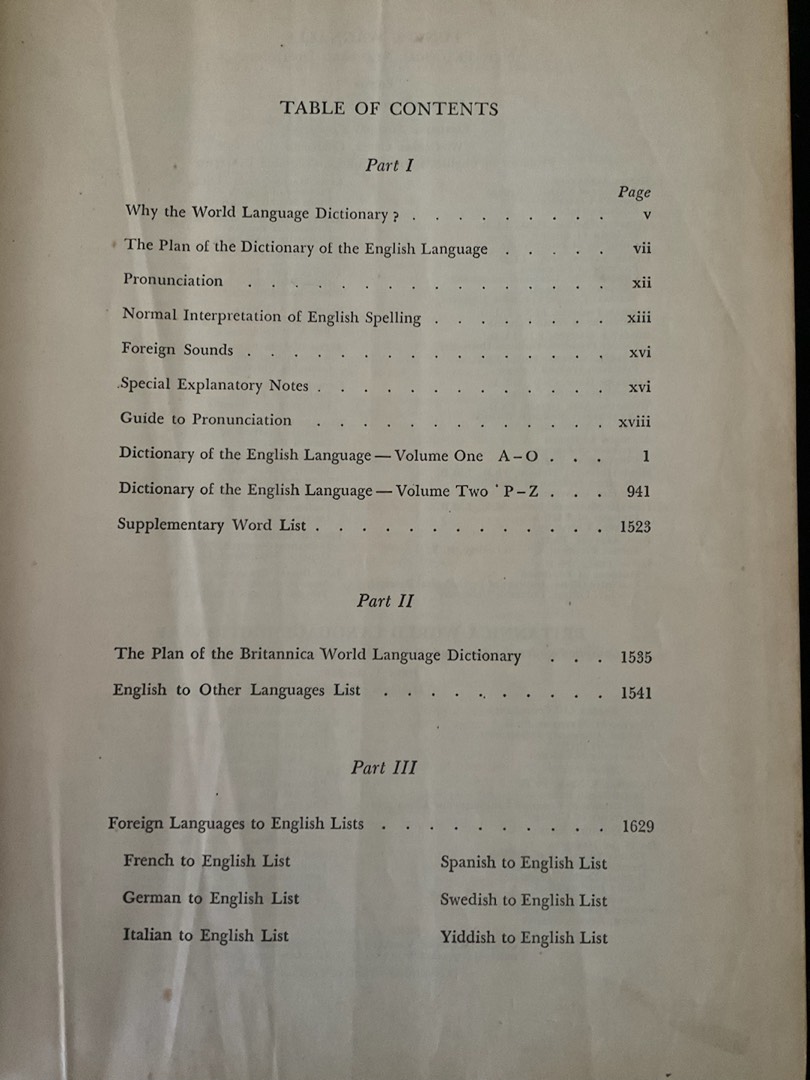 TABLE OF CONTENTS
Part I
Page
Why the World Language Dictionary? . . . . . . . . . v
The Plan of the Dictionary of the English Language . . . . . vii
Pronunciation . . . . . . . . . . . . . . . . xii
Normal Interpretation of English Spelling . . . . . . . . xiii
Foreign Sounds . . . . . . . . . . . . . . . . xvi
Special Explanatory Notes . . . . . . . . . . . . . xvi
Guide to Pronunciation . . . . . . . . . . . . . xviii
Dictionary of the English Language — Volume One A–O . . . 1
Dictionary of the English Language — Volume Two P–Z . . . 941
Supplementary Word List . . . . . . . . . . . . . 1523
Part II
The Plan of the Britannica World Language Dictionary . . . 1535
English to Other Languages List . . . . . . . . . . 1541
Part III
Foreign Languages to English Lists . . . . . . . . . . 1629
French to English List Spanish to English List
German to English List Swedish to English List
Italian to English List Yiddish to English List